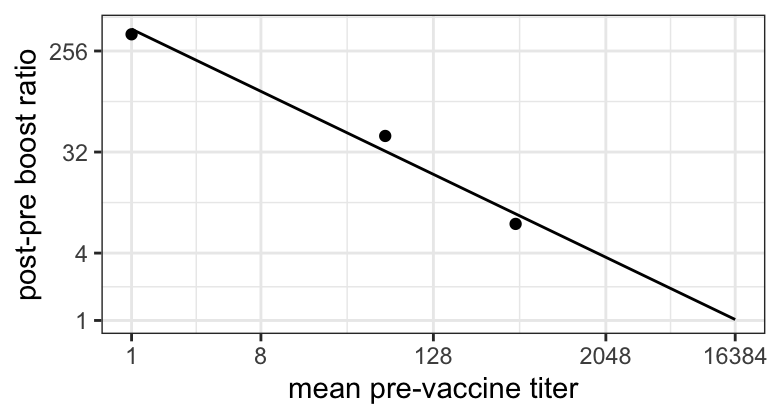 post-pre boost ratio
256
32
4
1
1 8 128 2048 16384
mean pre-vaccine titer